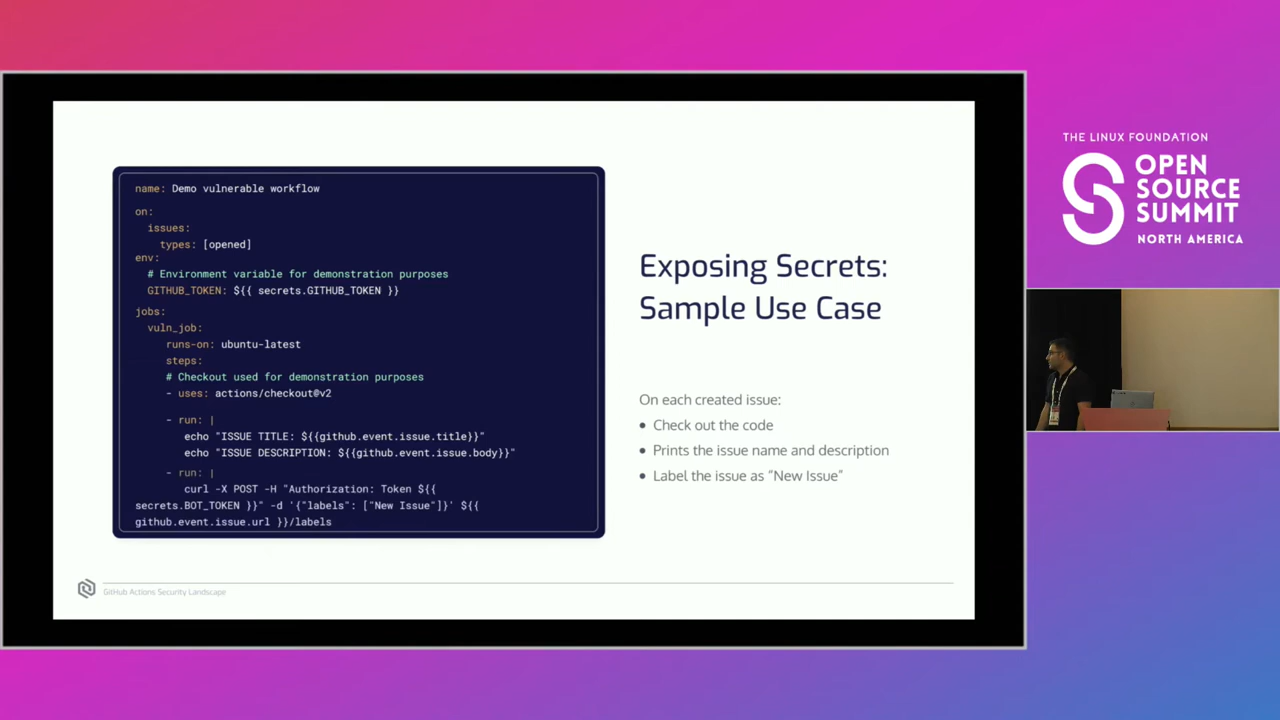 name: Demo vulnerable workflow
on:
issues:
types: [opened]
env:
# Environment variable for demonstration purposes
GITHUB_TOKEN: ${{ secrets.GITHUB_TOKEN }}
jobs:
vuln_job:
runs-on: ubuntu-latest
steps:
# Checkout used for demonstration purposes
- uses: actions/checkout@v2
- run: |
echo "ISSUE TITLE: ${{github.event.issue.title}}"
echo "ISSUE DESCRIPTION: ${{github.event.issue.body}}"
- run: |
curl -X POST -H "Authorization: Token ${{
secrets.BOT_TOKEN }}" -d '{"labels": ["New Issue"]}' ${{
github.event.issue.url }}/labels
Exposing Secrets:
Sample Use Case
On each created issue:
• Check out the code
• Prints the issue name and description
• Label the issue as “New Issue”
GitHub Actions Security Landscape
THE LINUX FOUNDATION
OPEN
SOURCE
SUMMIT
NORTH AMERICA